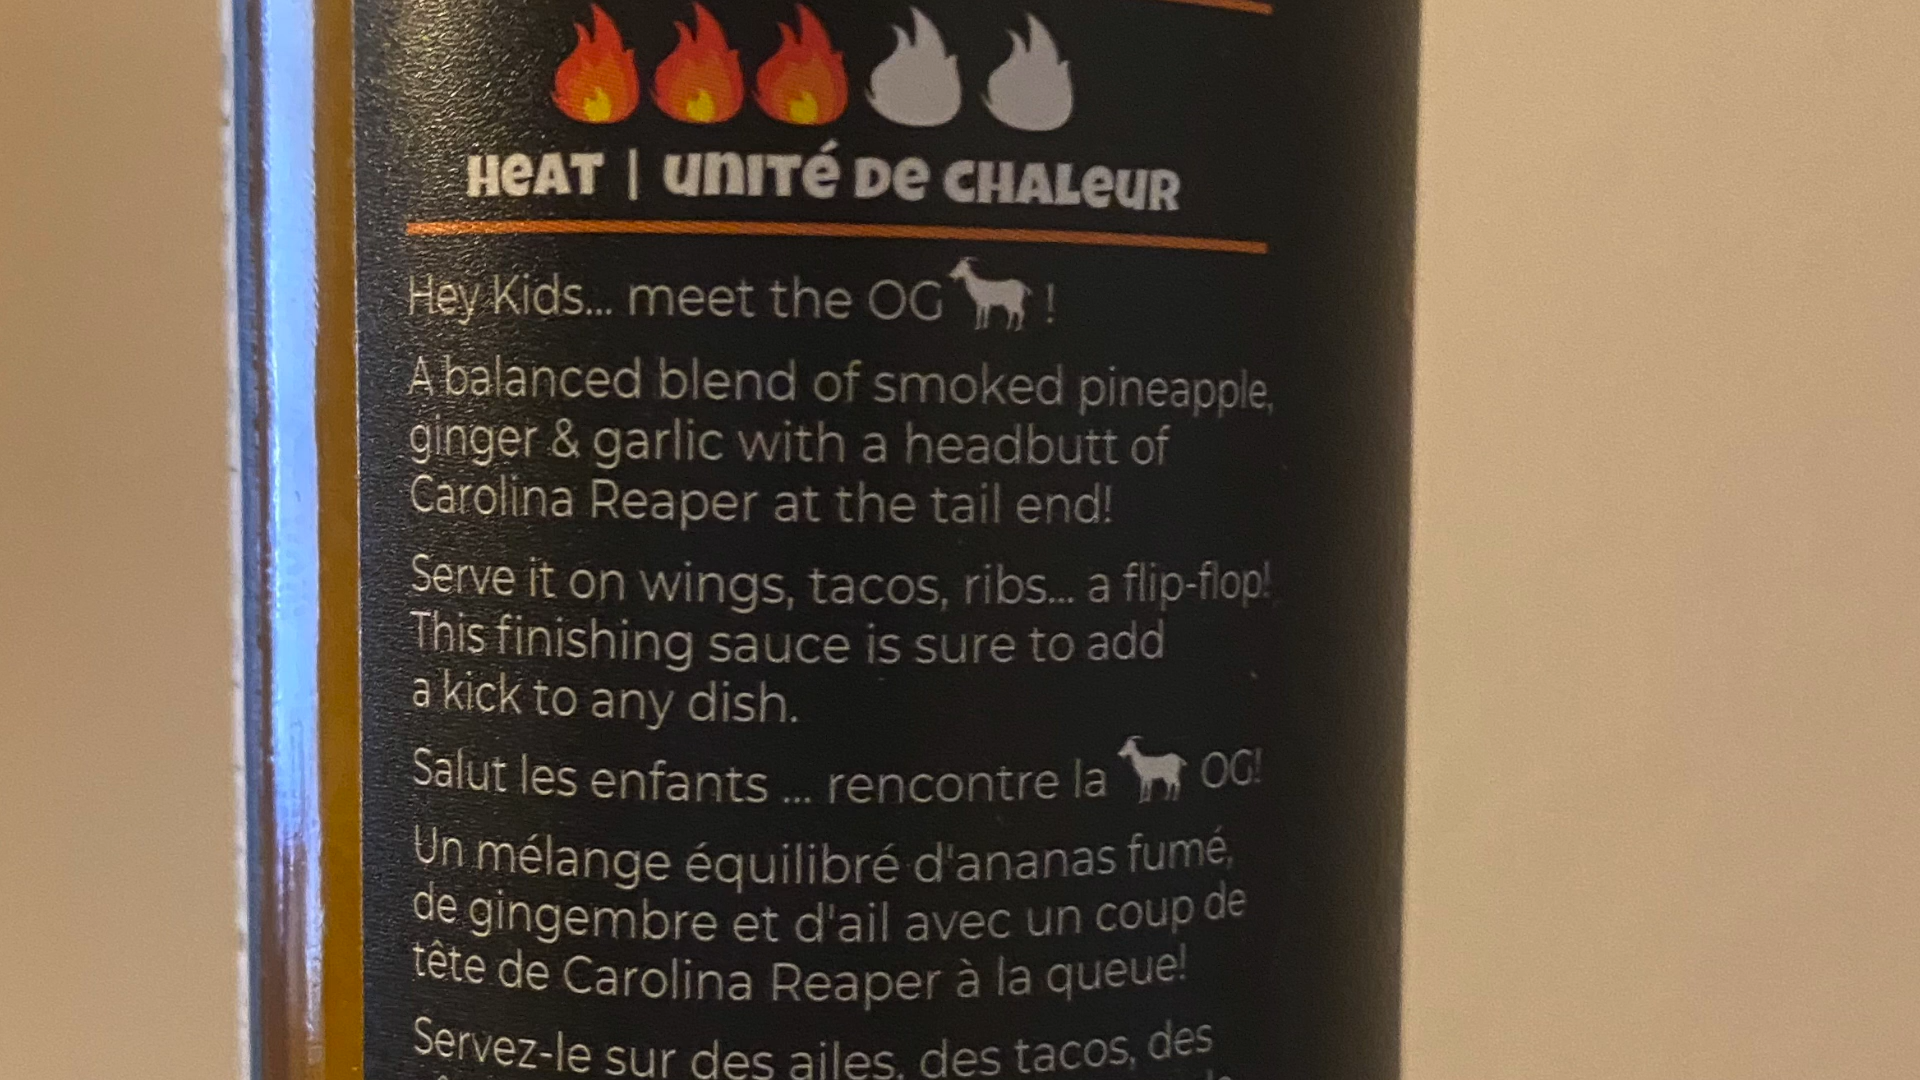 HEAT | UNITÉ DE CHALEUR
Hey Kids... meet the OG !
A balanced blend of smoked pineapple,
ginger & garlic with a headbutt of
Carolina Reaper at the tail end!
Serve it on wings, tacos, ribs... a flip-flop!
This finishing sauce is sure to add
a kick to any dish.
Salut les enfants ... rencontre la OG!
Un mélange équilibré d'ananas fumé,
de gingembre et d'ail avec un coup de
tête de Carolina Reaper à la queue!
Servez-le sur des ailes, des tacos, des